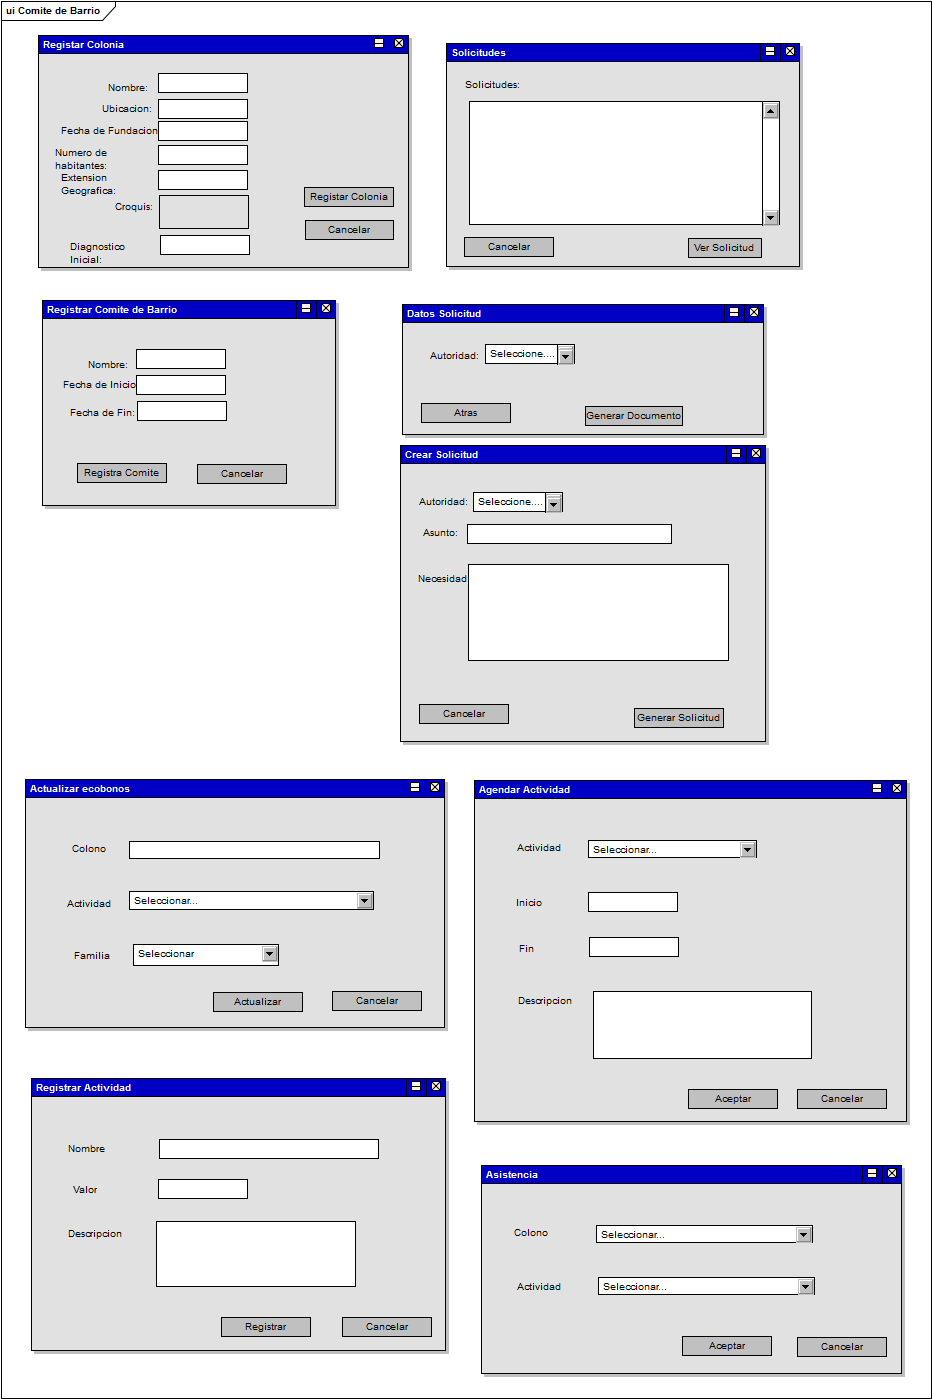 ui Comite de Barrio
Registar Colonia
Nombre:
Ubicacion:
Fecha de Fundacion
Numero de
habitantes:
Extension
Geografica:
Croquis:
Diagnostico
Inicial:
Registar Colonia
Cancelar
Solicitudes
Solicitudes:
Cancelar
Ver Solicitud
Registrar Comite de Barrio
Nombre:
Fecha de Inicio
Fecha de Fin:
Registra Comite
Cancelar
Datos Solicitud
Autoridad:
Seleccione....
Atras
Generar Documento
Crear Solicitud
Autoridad:
Seleccione....
Asunto:
Necesidad
Cancelar
Generar Solicitud
Actualizar ecobonos
Colono
Actividad
Seleccionar...
Familia
Seleccionar
Actualizar
Cancelar
Agendar Actividad
Actividad
Seleccionar...
Inicio
Fin
Descripcion
Aceptar
Cancelar
Registrar Actividad
Nombre
Valor
Descripcion
Registrar
Cancelar
Asistencia
Colono
Seleccionar...
Actividad
Seleccionar...
Aceptar
Cancelar